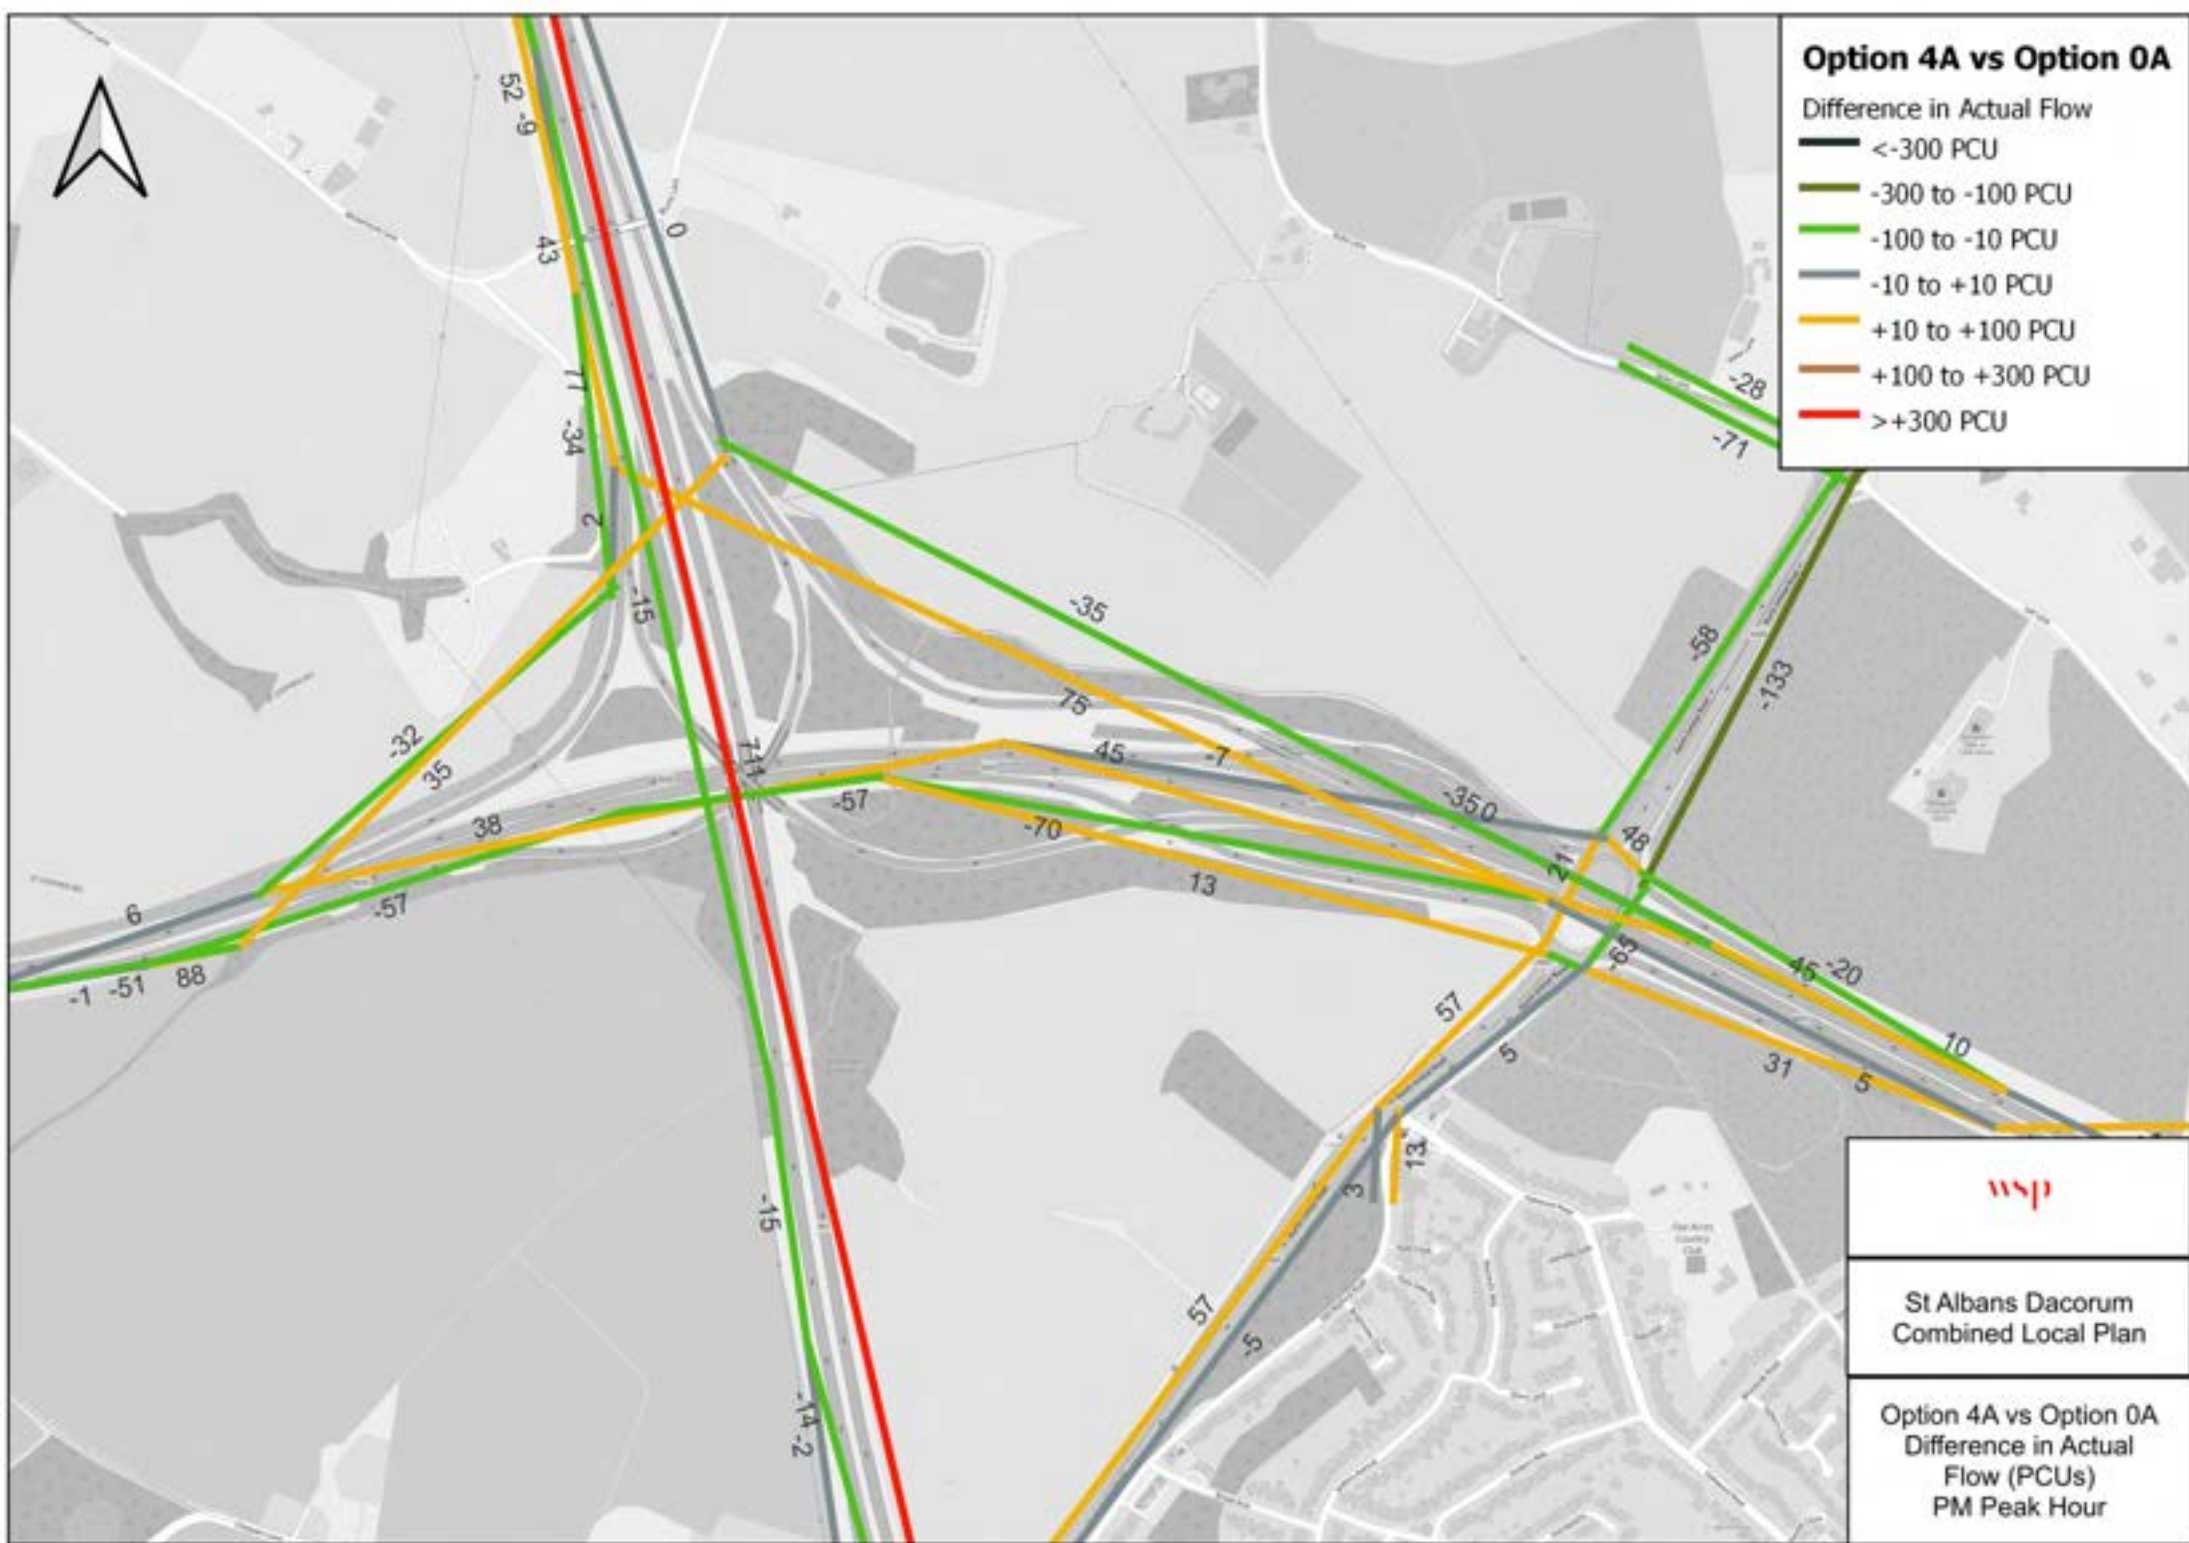 Option 4A vs Option 0A
Difference in Actual Flow
<-300 PCU
-300 to -100 PCU
-100 to -10 PCU
-10 to +10 PCU
+10 to +100 PCU
+100 to +300 PCU
>+300 PCU
52 -9
43
0
77
-34
2
-15
-28
-71
-35
-58
-133
75
-32
35
711
45
-7
-57
38
-70
-350
48
21
13
-57
6
-1 -51 88
-65
45 -20
57
5
10
31
5
13
3
-15
57
-5
-14
-2
wsp
St Albans Dacorum
Combined Local Plan
Option 4A vs Option 0A
Difference in Actual
Flow (PCUs)
PM Peak Hour